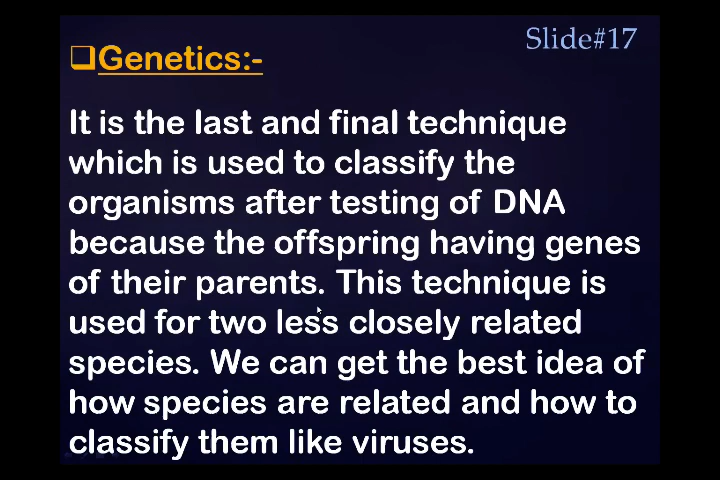 Slide#17
❑Genetics:-
It is the last and final technique
which is used to classify the
organisms after testing of DNA
because the offspring having genes
of their parents. This technique is
used for two less closely related
species. We can get the best idea of
how species are related and how to
classify them like viruses.